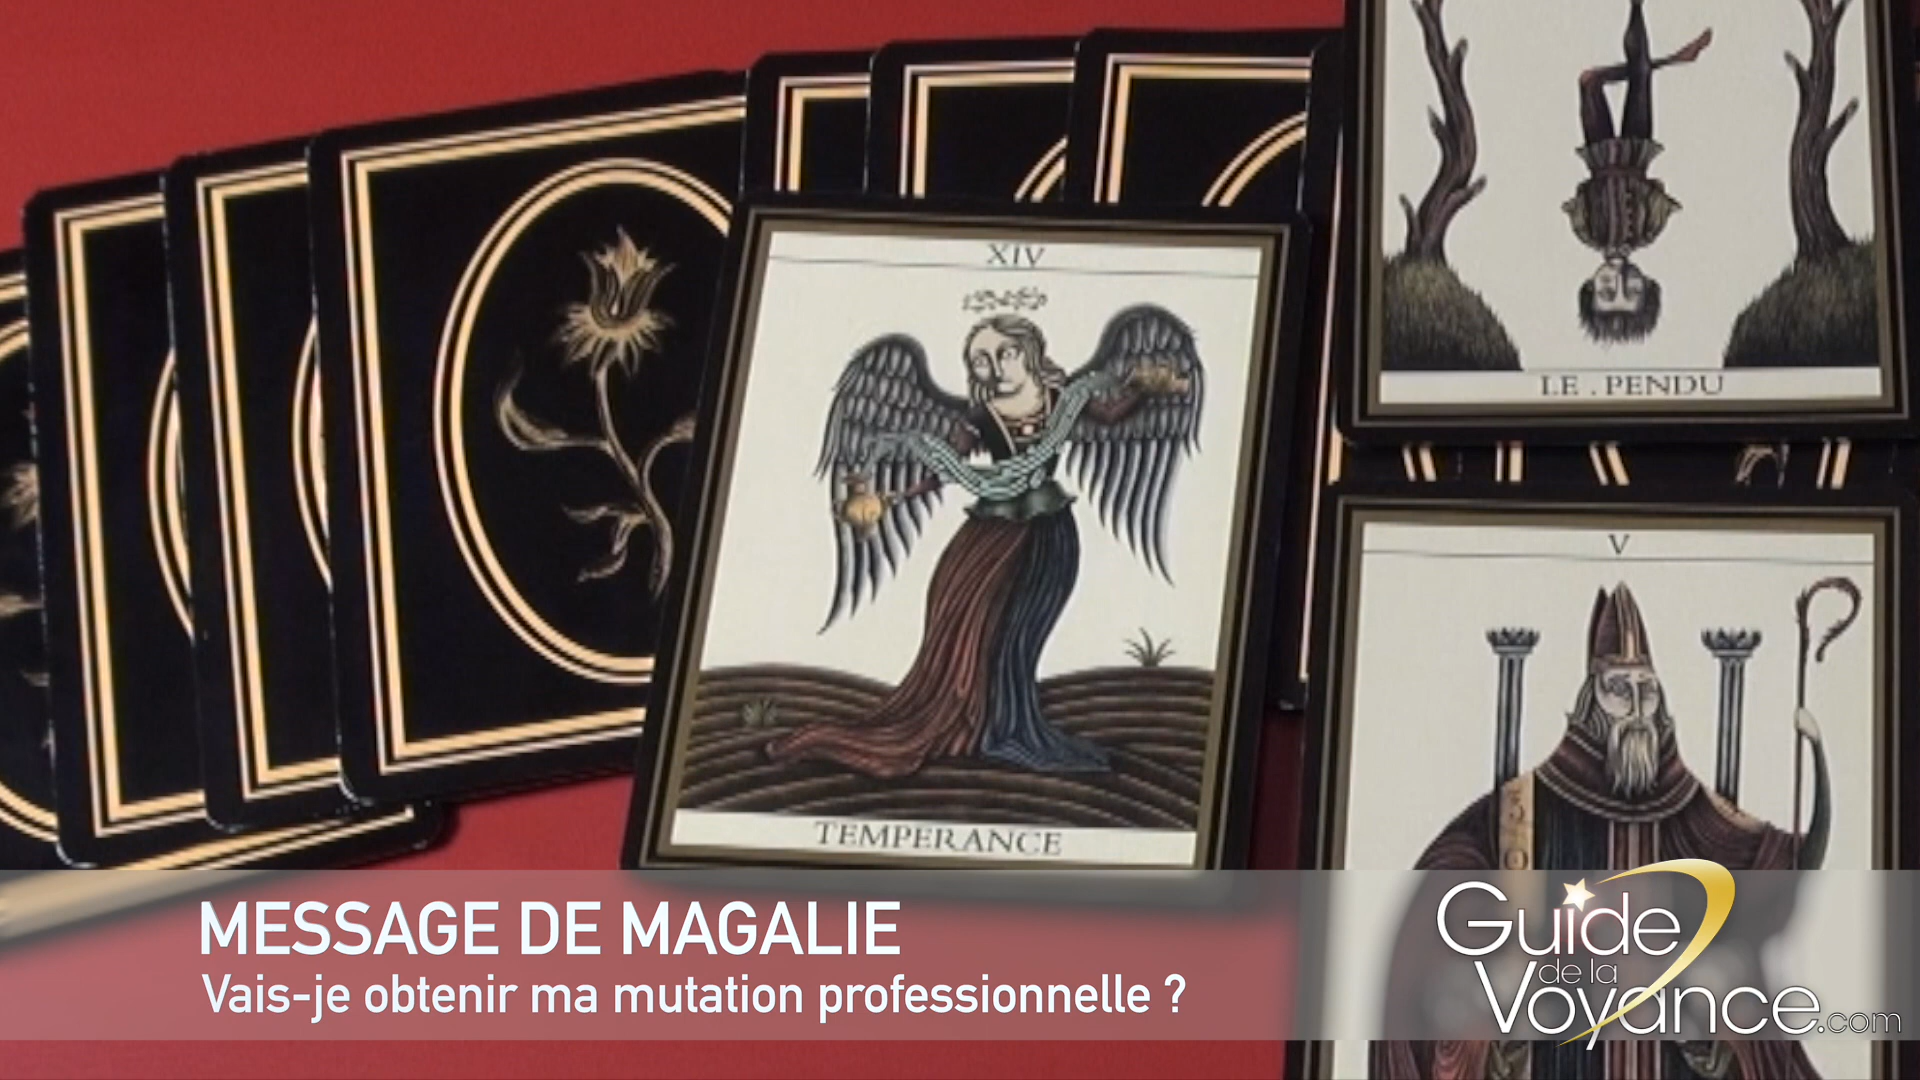 XIV
TEMPERANCE
LE . PENDU
V
MESSAGE DE MAGALIE
Vais-je obtenir ma mutation professionnelle ?
Guide
de la
Voyance.com